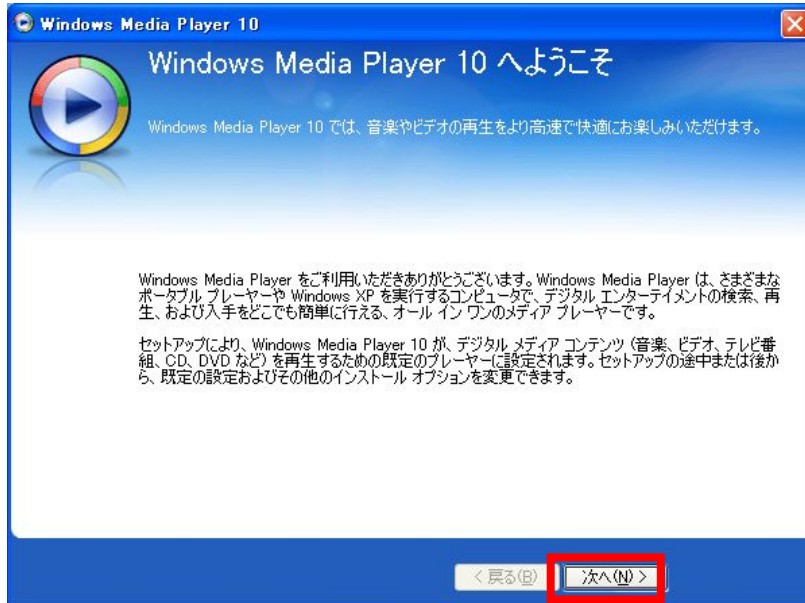 Windows Media Player 10
Windows Media Player 10 へようこそ
Windows Media Player 10 では、音楽やビデオの再生をより高速で快適にお楽しみいただけます。
Windows Media Player をご利用いただきありがとうございます。Windows Media Player は、さまざまな
ポータブル プレーヤーや Windows XP を実行するコンピュータで、デジタル エンターテイメントの検索、再
生、および入手をどこでも簡単に行える、オール イン ワンのメディア プレーヤーです。
セットアップにより、Windows Media Player 10 が、デジタル メディア コンテンツ (音楽、ビデオ、テレビ番
組、CD、DVD など) を再生するための既定のプレーヤーに設定されます。セットアップの途中または後か
ら、既定の設定およびその他のインストール オプションを変更できます。
< 戻る(B)
次へ(N) >